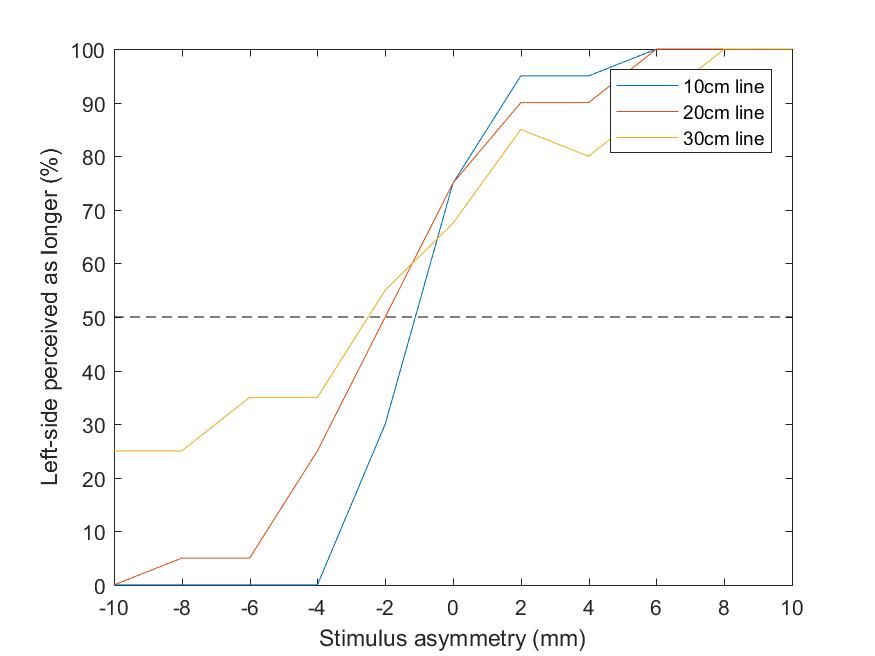 100
90
80
70
60
50
40
30
20
10
0
Left-side perceived as longer (%)
10cm line
20cm line
30cm line
-10 -8 -6 -4 -2 0 2 4 6 8 10
Stimulus asymmetry (mm)